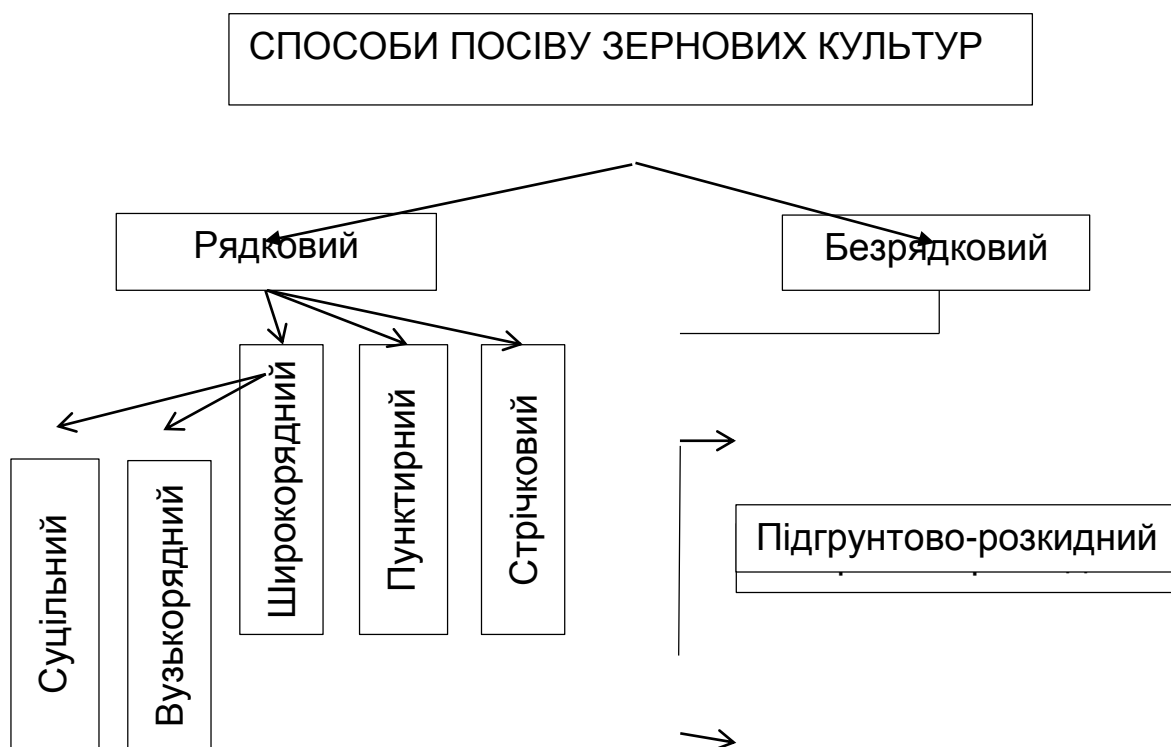 СПОСОБИ ПОСІВУ ЗЕРНОВИХ КУЛЬТУР
Рядковий
Безрядковий
Суцільний
Вузькорядний
Широкорядний
Пунктирний
Стрічковий
Підгрунтово-розкидний